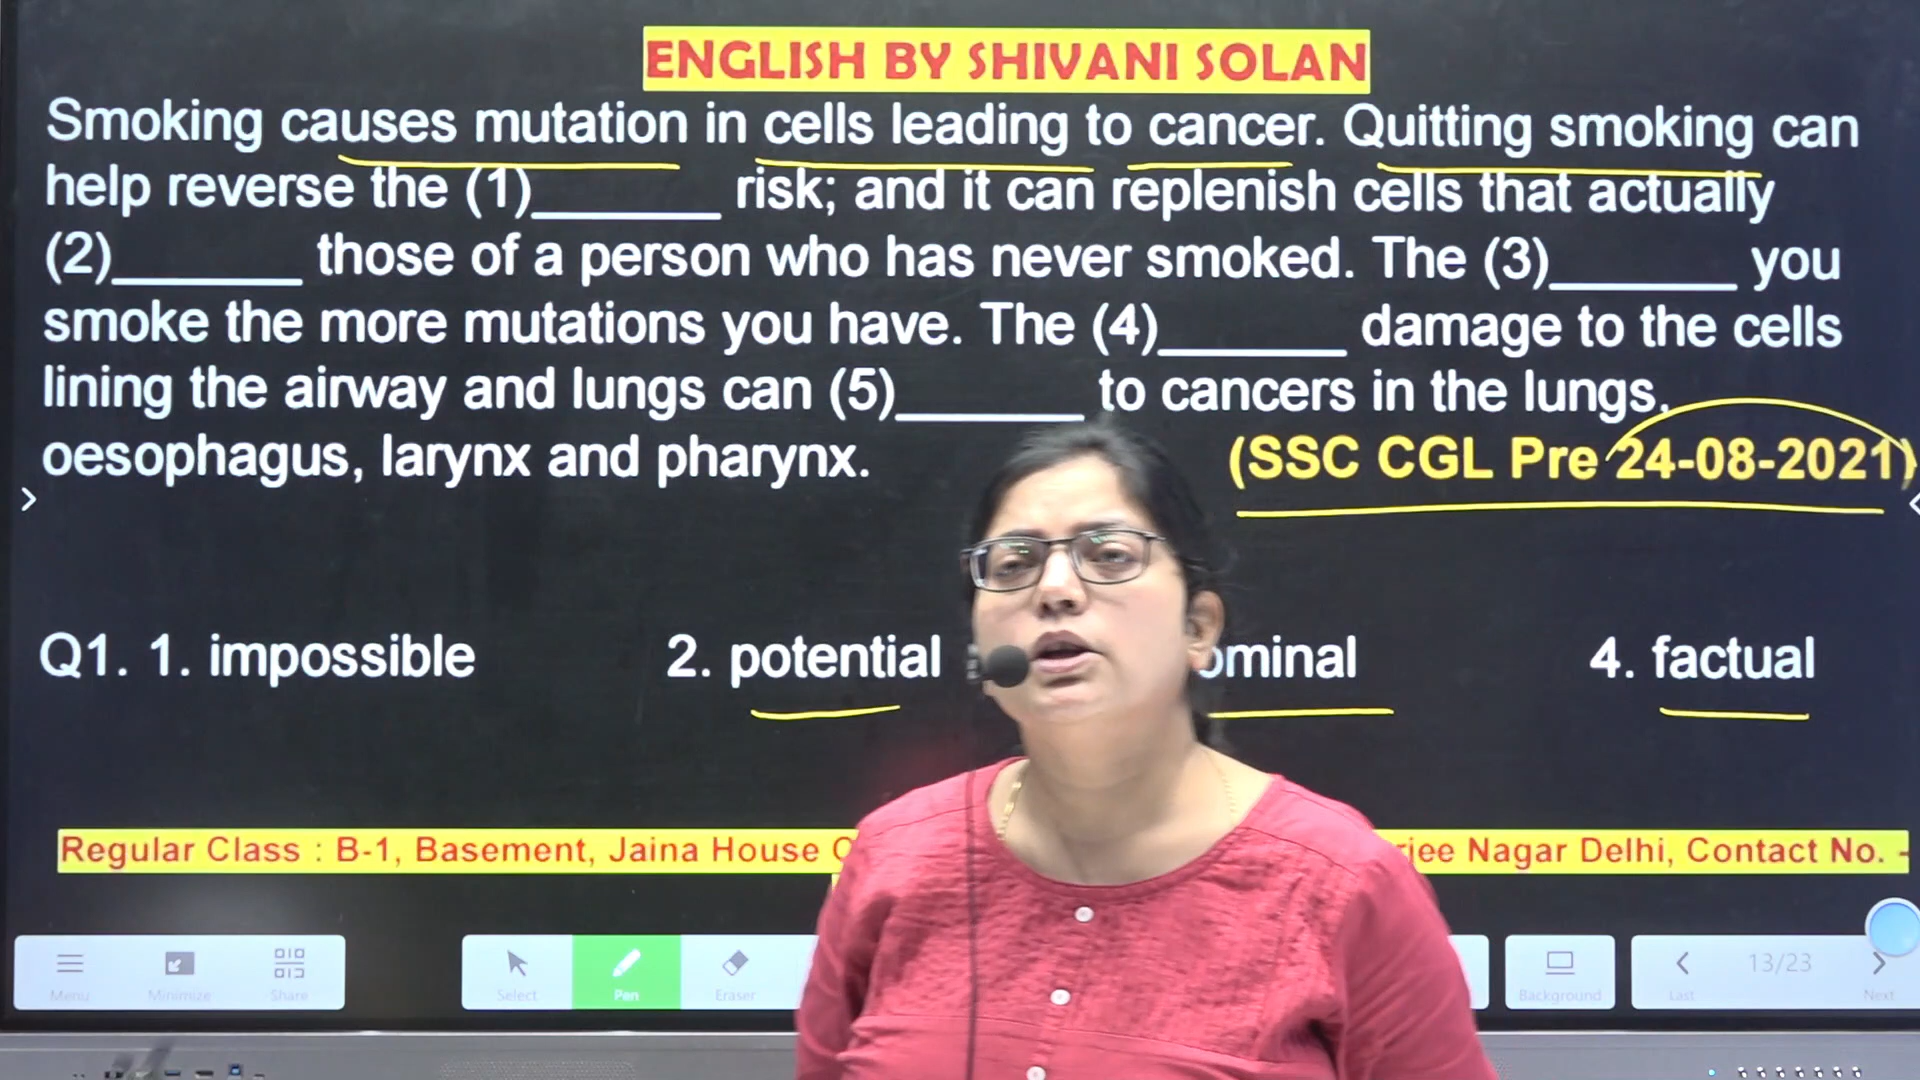 ENGLISH BY SHIVANI SOLAN
Smoking causes mutation in cells leading to cancer. Quitting smoking can
help reverse the (1)_______ risk; and it can replenish cells that actually
(2)_______ those of a person who has never smoked. The (3)_______ you
smoke the more mutations you have. The (4)_______ damage to the cells
lining the airway and lungs can (5)_______ to cancers in the lungs,
oesophagus, larynx and pharynx. (SSC CGL Pre 24-08-2021)
Q1. 1. impossible 2. potential ominal 4. factual
Regular Class : B-1, Basement, Jaina House rjee Nagar Delhi, Contact No. -
Menu Minimize Share Select Pen Eraser Background Last 13/23 Next